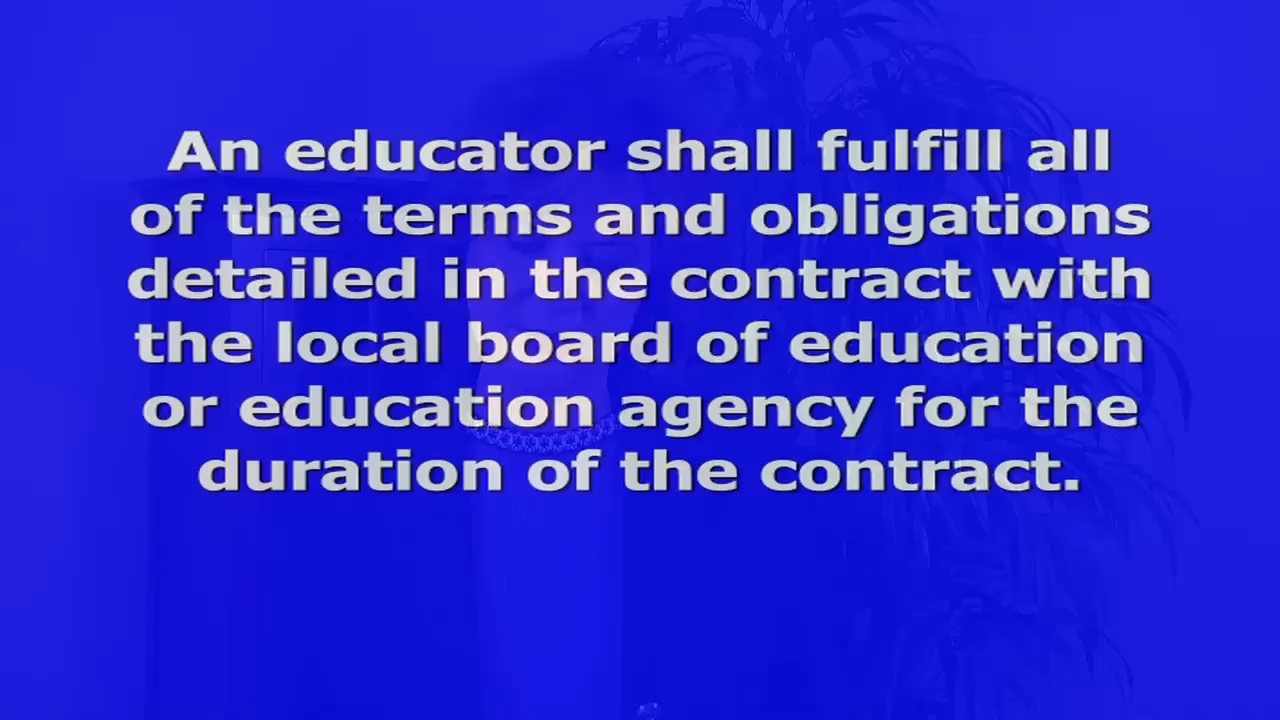 An educator shall fulfill all
of the terms and obligations
detailed in the contract with
the local board of education
or education agency for the
duration of the contract.